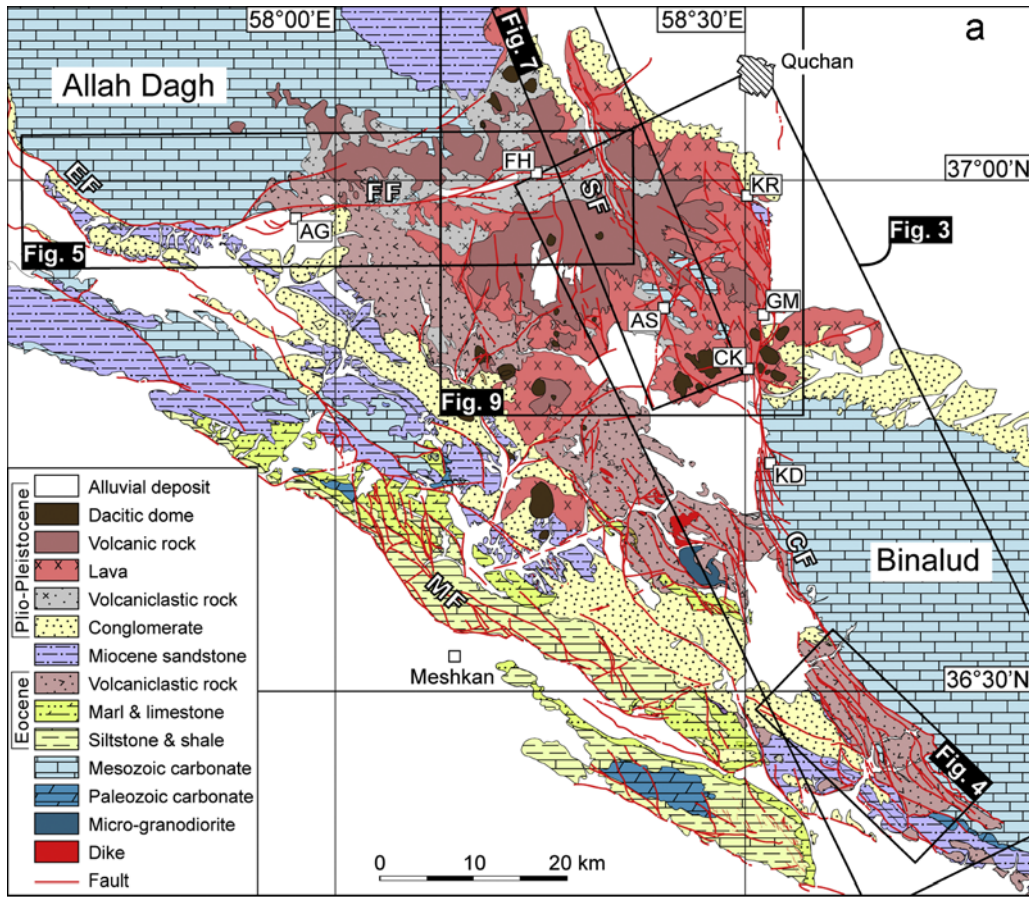 58°00'E
58°30'E
a
Fig. 7
Quchan
Allah Dagh
FH
37°00'N
EF
FF
SF
KR
AG
Fig. 3
Fig. 5
AS
GM
CK
Fig. 9
KD
Plio-Pleistocene
Alluvial deposit
Dacitic dome
Volcanic rock
Lava
Volcaniclastic rock
Conglomerate
Miocene sandstone
Eocene
Volcaniclastic rock
Marl & limestone
Siltstone & shale
Mesozoic carbonate
Paleozoic carbonate
Micro-granodiorite
Dike
Fault
CF
Binalud
MF
Meshkan
36°30'N
Fig. 4
0 10 20 km